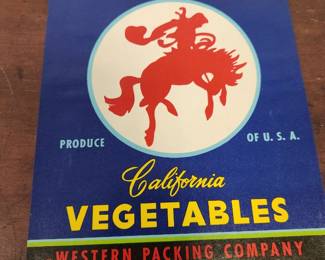 PRODUCE OF U. S. A.
California
VEGETABLES
WESTERN PACKING COMPANY